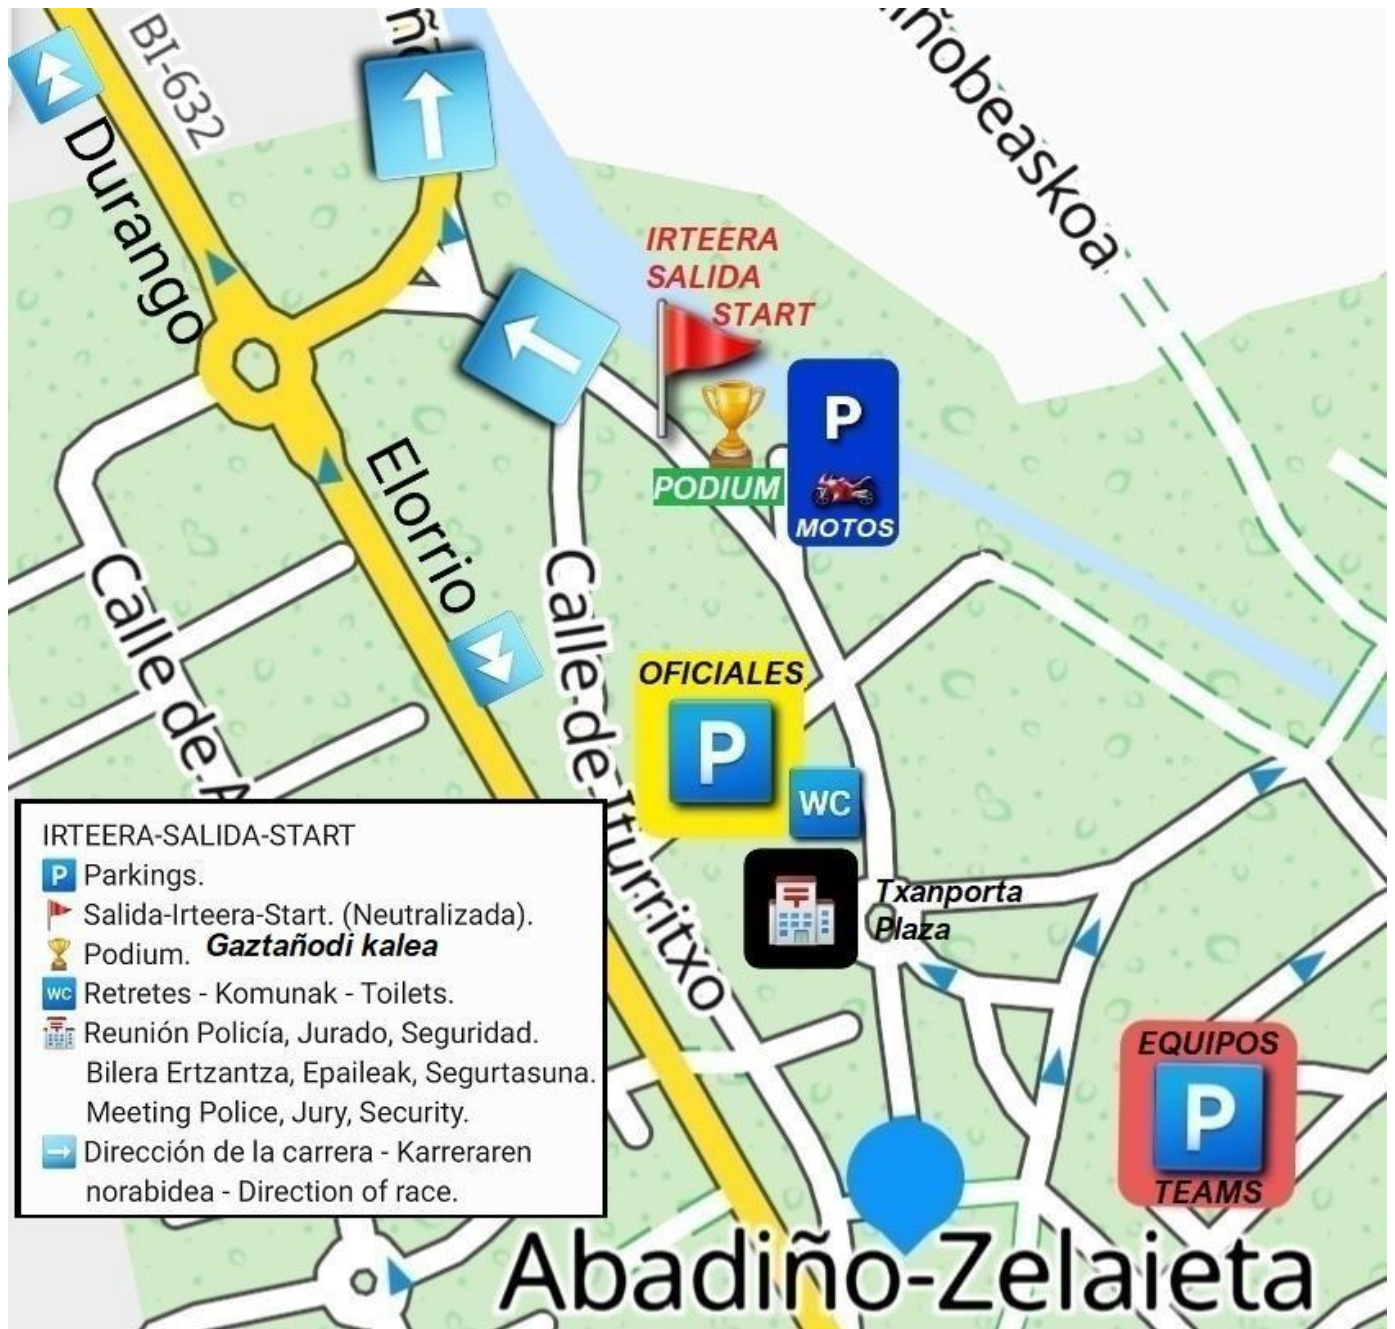 BI-632
Durango
IRTEERA
SALIDA
START
ñobeaskoa
P
MOTOS
PODIUM
Elorrio
Calle de A
Calle de Iturritxo
OFICIALES
P
WC
Txanporta
Plaza
IRTEERA-SALIDA-START
P Parkings.
Salida-Irteera-Start. (Neutralizada).
Podium. Gaztañodi kalea
WC Retretes - Komunak - Toilets.
Reunión Policía, Jurado, Seguridad.
Bilera Ertzantza, Epaileak, Segurtasuna.
Meeting Police, Jury, Security.
Dirección de la carrera - Karreraren
norabidea - Direction of race.
EQUIPOS
P
TEAMS
Abadiño-Zelaieta